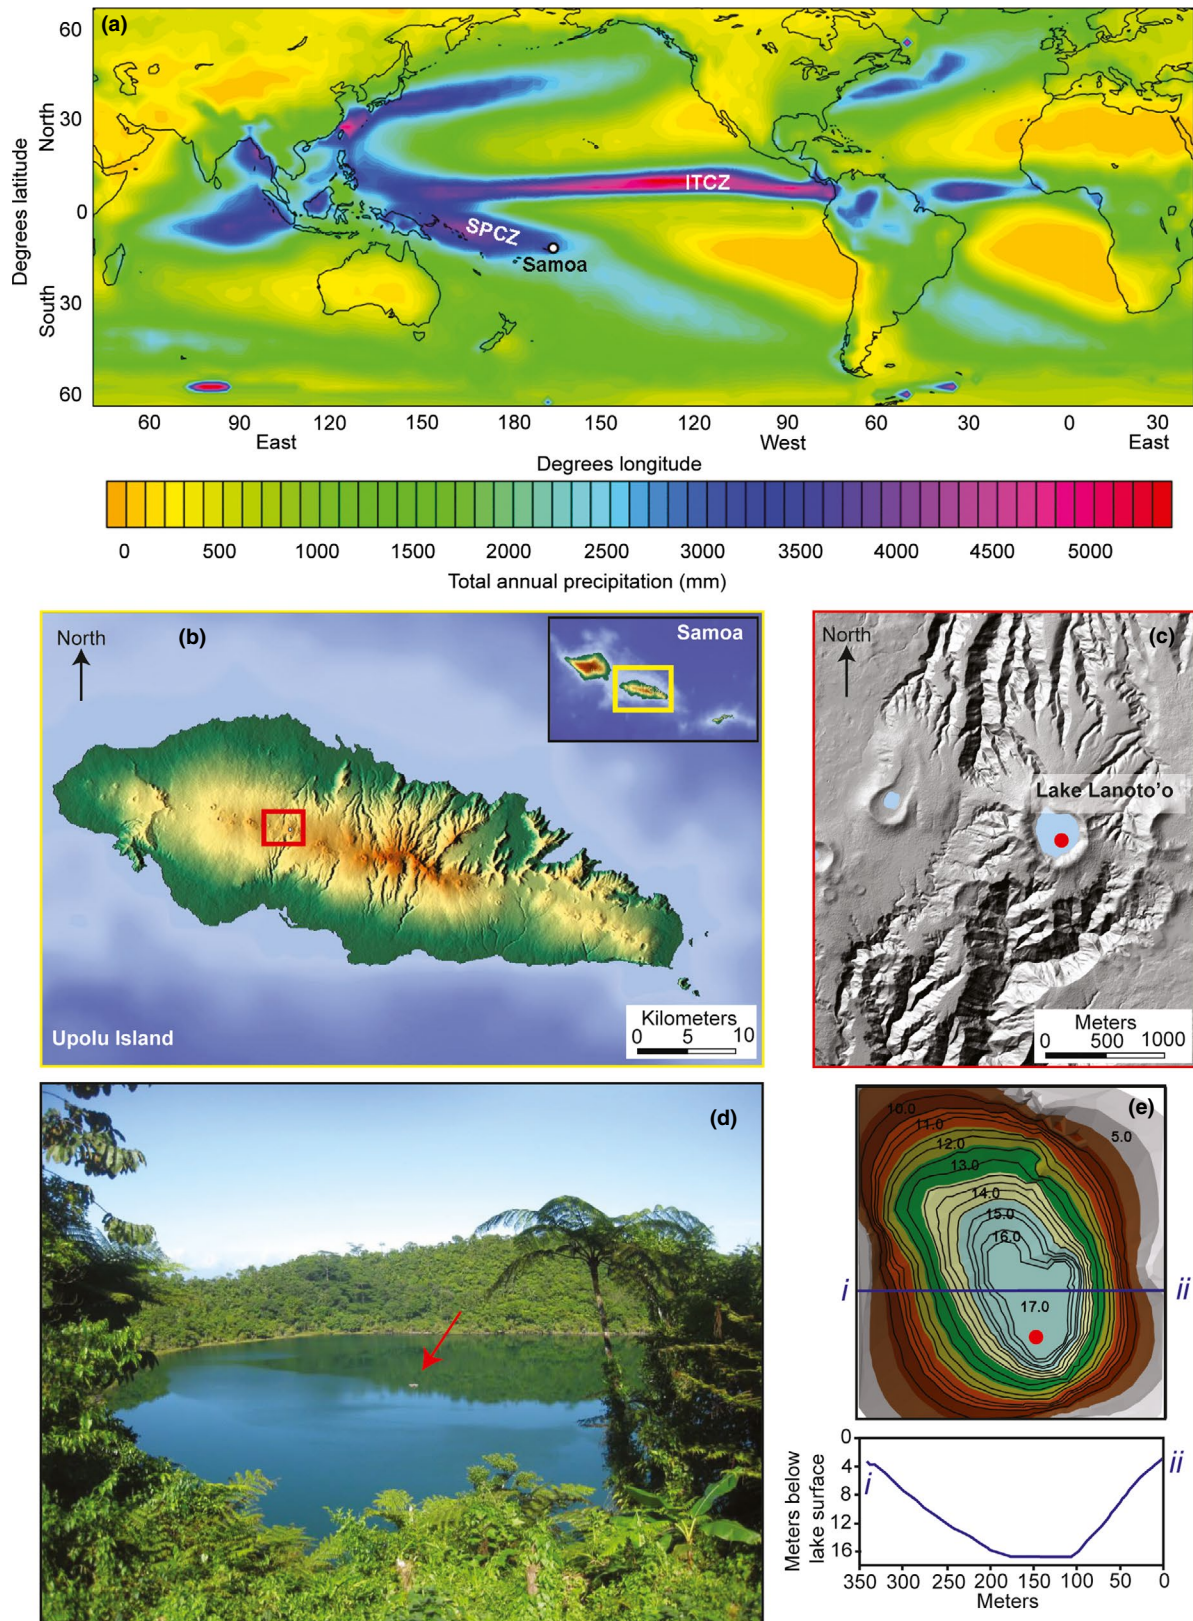 (a)
60
30
0
30
60
North
South
Degrees latitude
ITCZ
SPCZ
Samoa
60 90 120 150 180 150 120 90 60 30 0 30
East West East
Degrees longitude
0 500 1000 1500 2000 2500 3000 3500 4000 4500 5000
Total annual precipitation (mm)
(b)
North
Samoa
Upolu Island
Kilometers
0 5 10
(c)
North
Lake Lanoto'o
Meters
0 500 1000
(d)
(e)
10.0
11.0
12.0
13.0
14.0
15.0
16.0
17.0
5.0
i ii
0
4
8
12
16
Meters below
lake surface
i ii
350 300 250 200 150 100 50 0
Meters